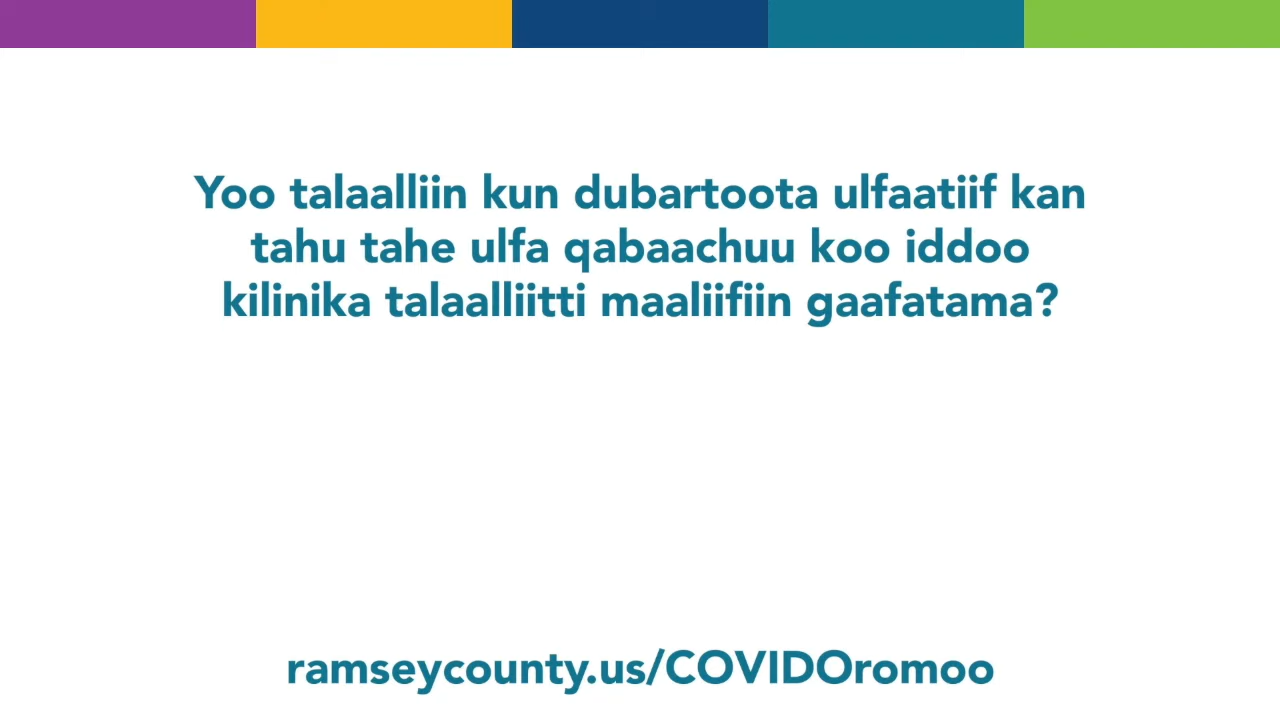 Yoo talaalliin kun dubartoota ulfaatiif kan
tahu tahe ulfa qabaachuu koo iddoo
kilinika talaalliitti maaliifiin gaafatama?
ramseycounty.us/COVIDOromoo